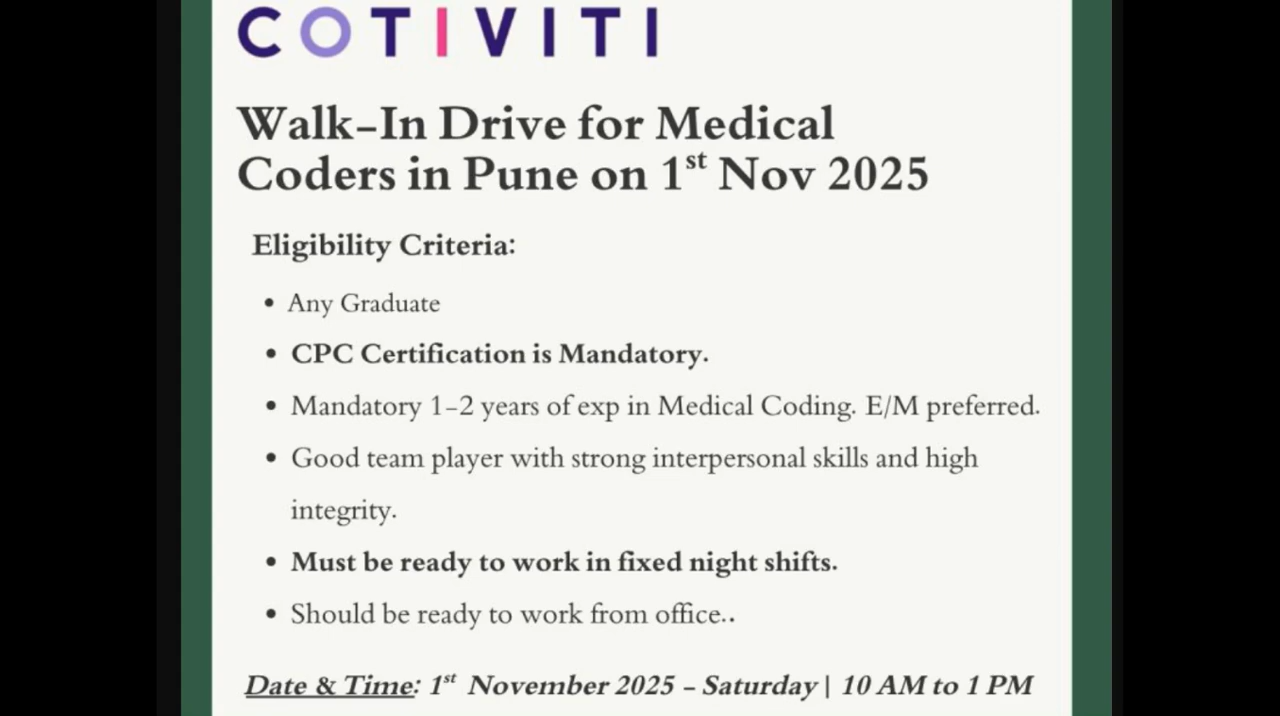 COTIVITI
Walk-In Drive for Medical
Coders in Pune on 1st Nov 2025
Eligibility Criteria:
• Any Graduate
• CPC Certification is Mandatory.
• Mandatory 1-2 years of exp in Medical Coding. E/M preferred.
• Good team player with strong interpersonal skills and high
integrity.
• Must be ready to work in fixed night shifts.
• Should be ready to work from office..
Date & Time: 1st November 2025 - Saturday | 10 AM to 1 PM